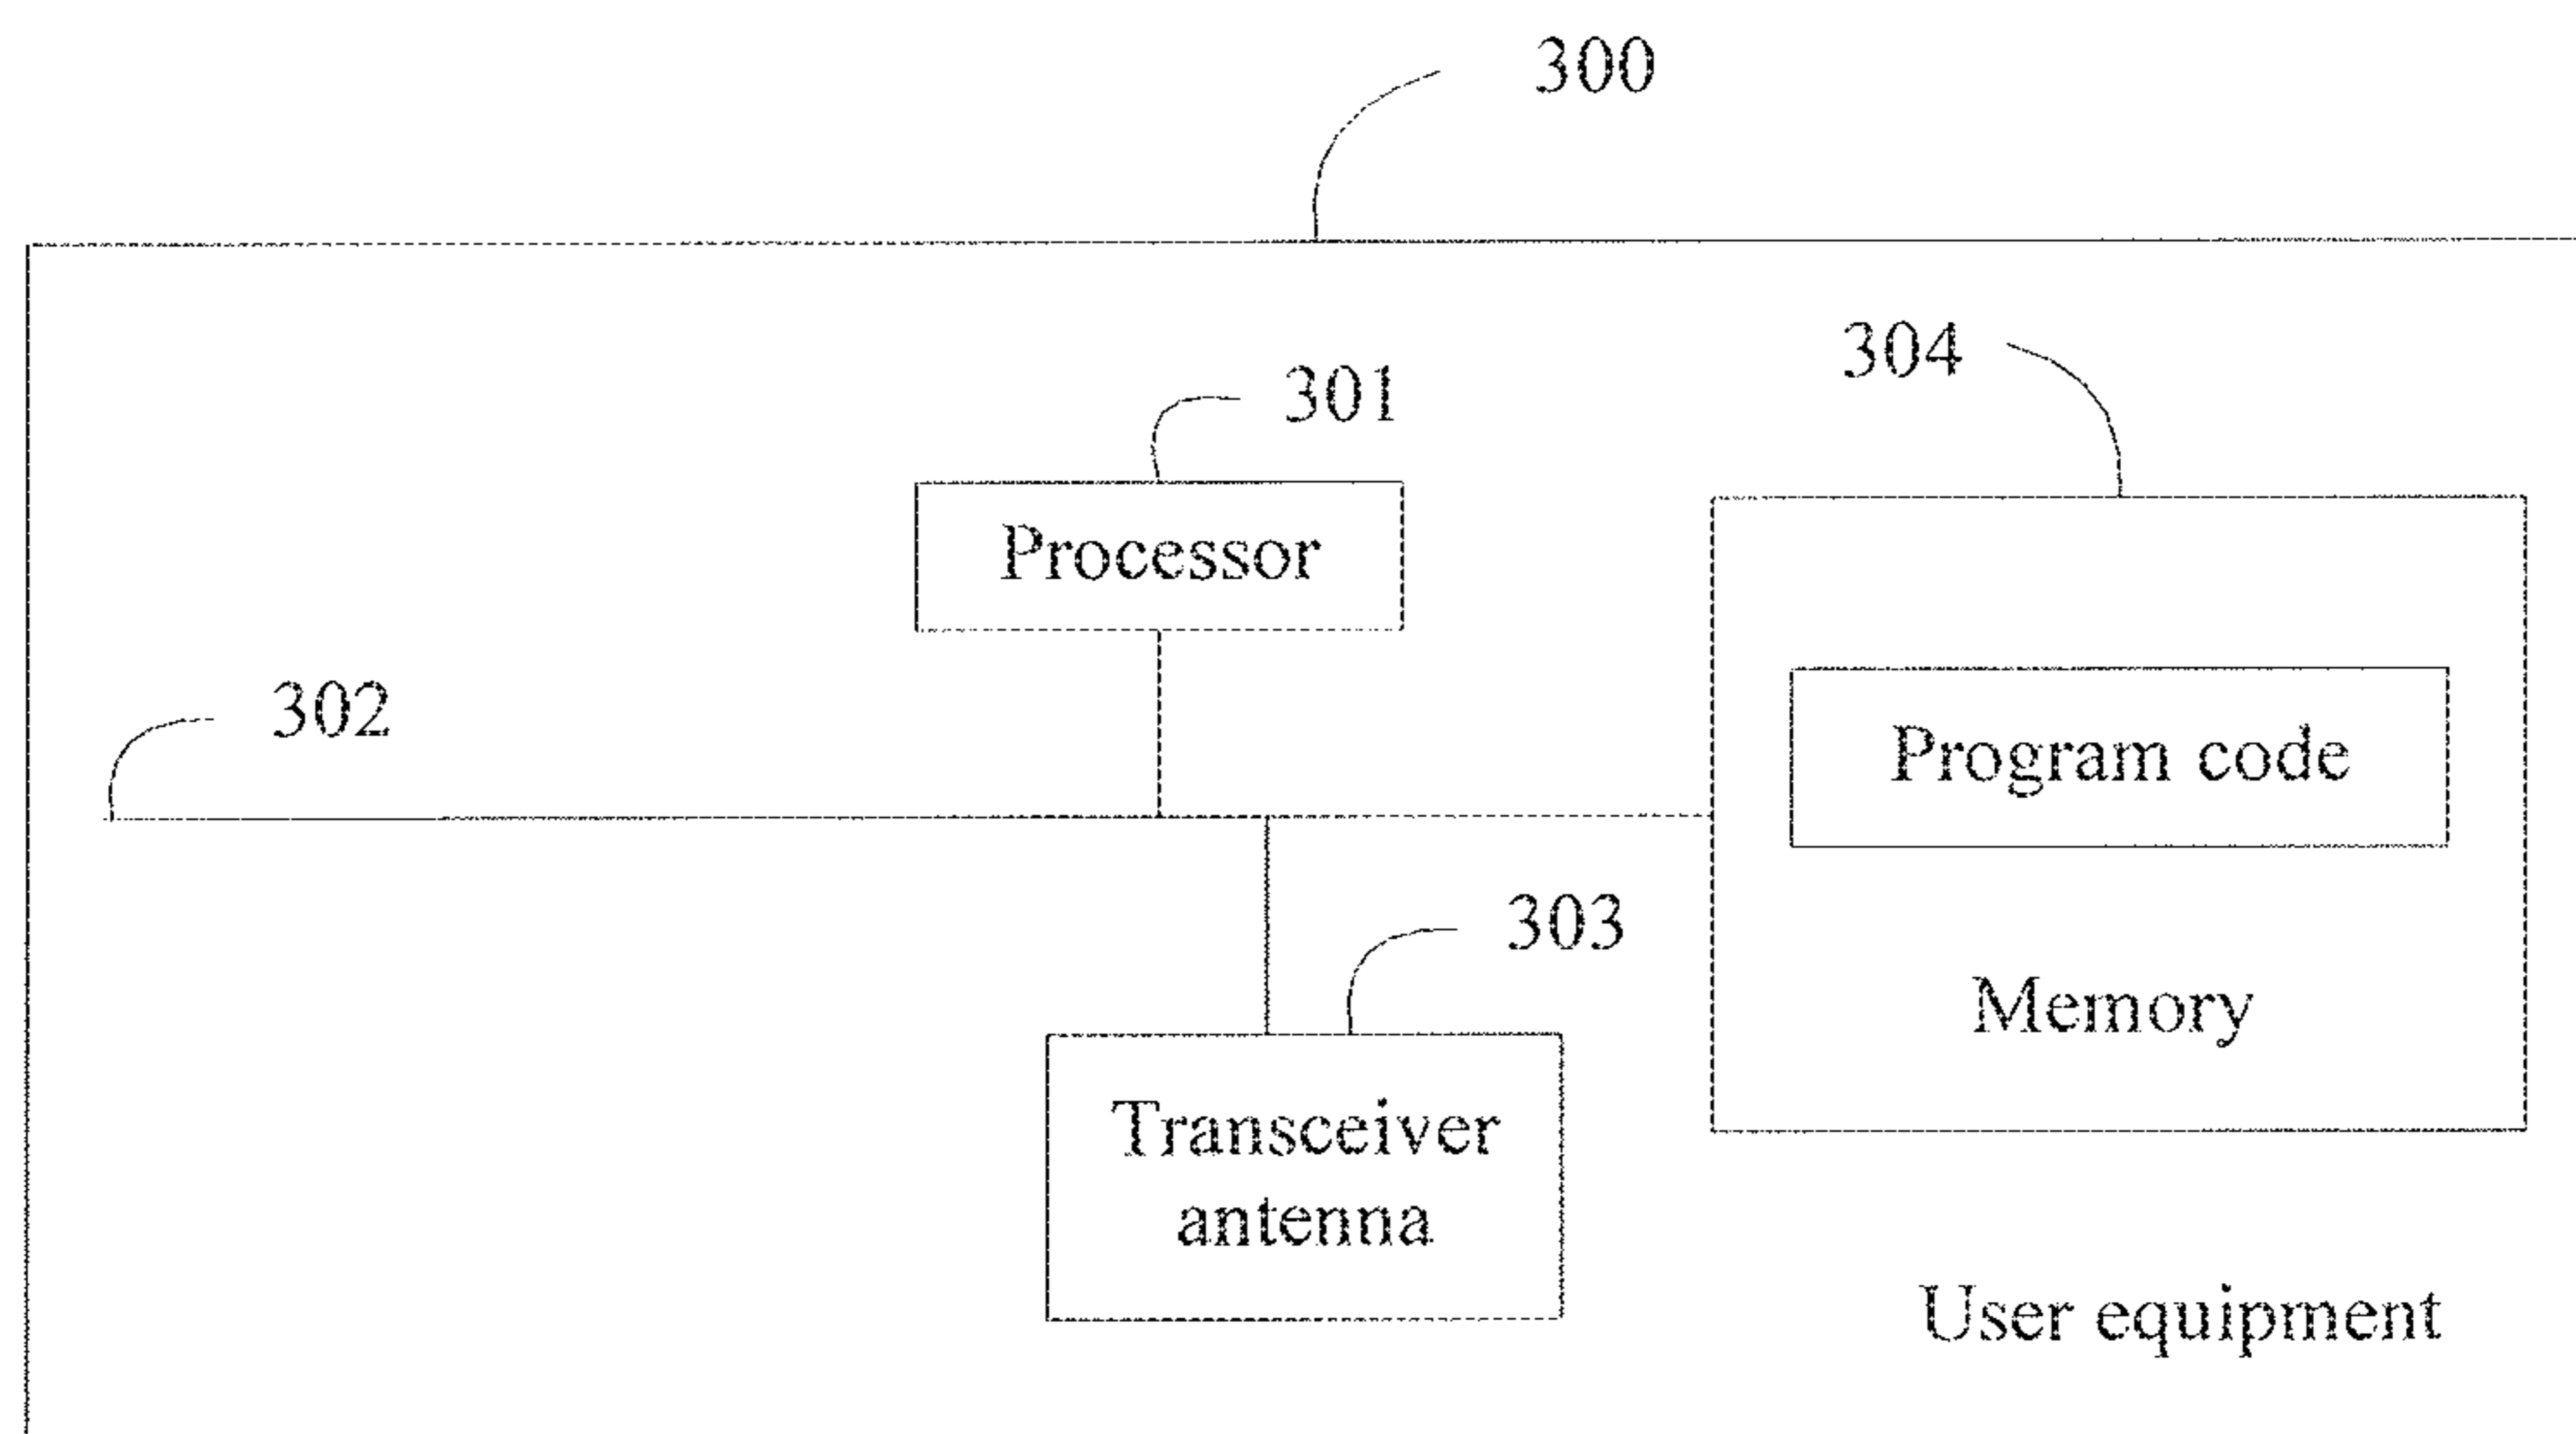 300
304
301
Processor
302
Program code
303
Memory
Transceiver
antenna
User equipment